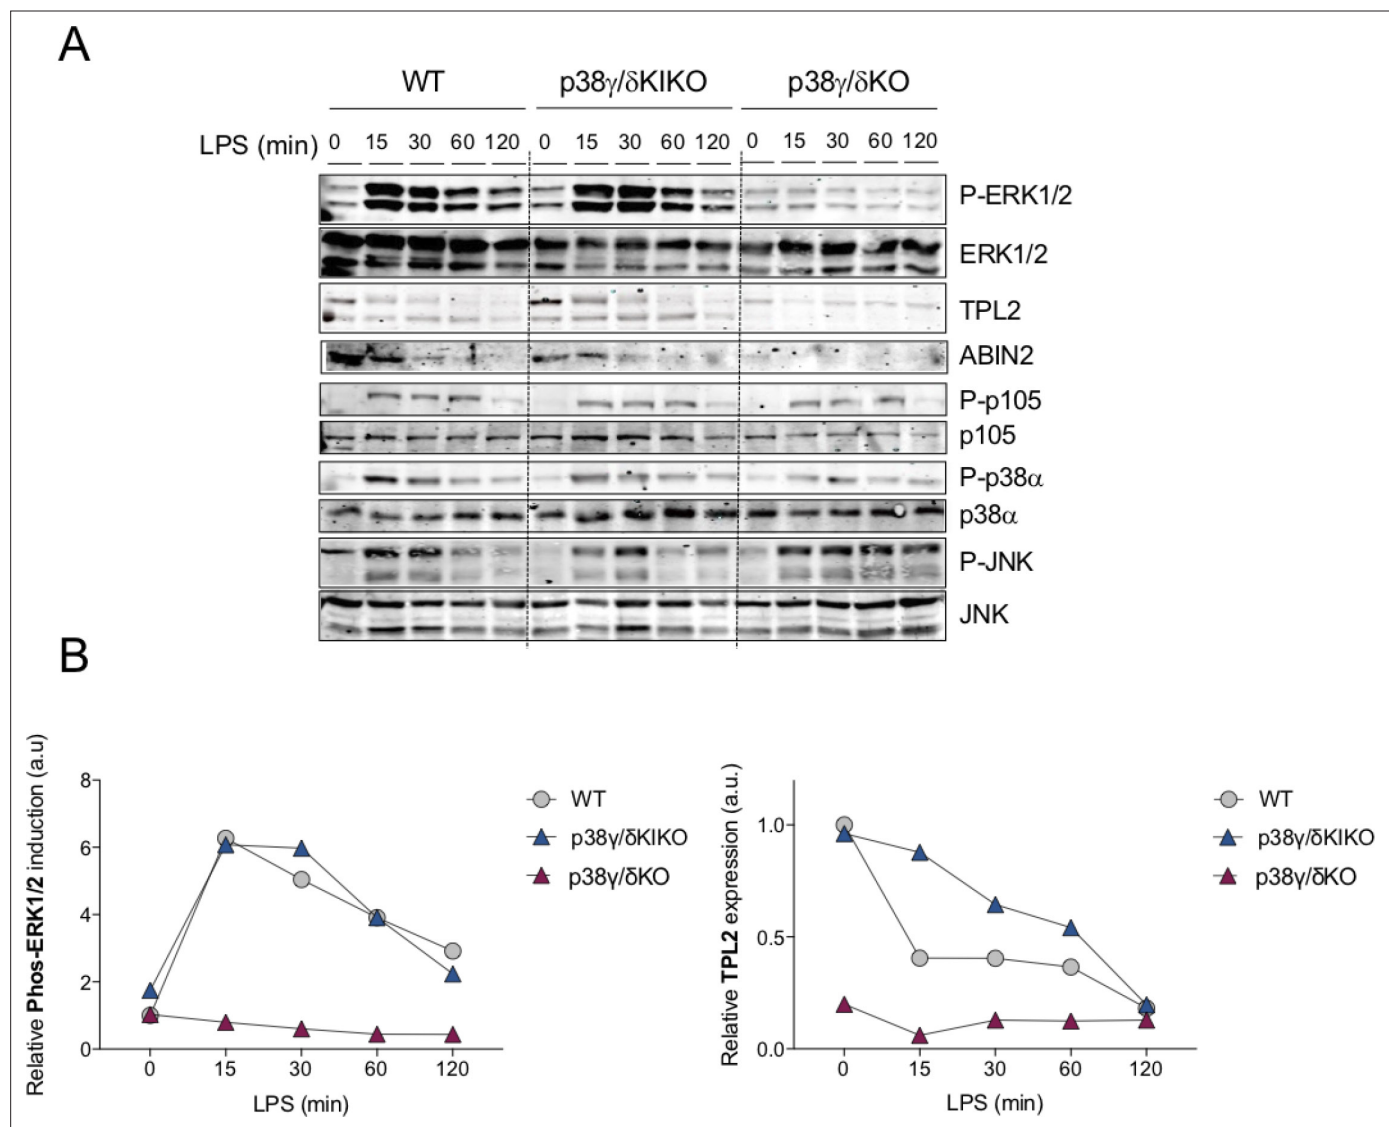 A
WT p38γ/δKIKO p38γ/δKO
LPS (min) 0 15 30 60 120 0 15 30 60 120 0 15 30 60 120
P-ERK1/2
ERK1/2
TPL2
ABIN2
P-p105
p105
P-p38α
p38α
P-JNK
JNK
B
Relative Phos-ERK1/2 induction (a.u)
8
6
4
2
0
0 15 30 60 120
LPS (min)
WT
p38γ/δKIKO
p38γ/δKO
Relative TPL2 expression (a.u.)
1.0
0.5
0.0
0 15 30 60 120
LPS (min)
WT
p38γ/δKIKO
p38γ/δKO